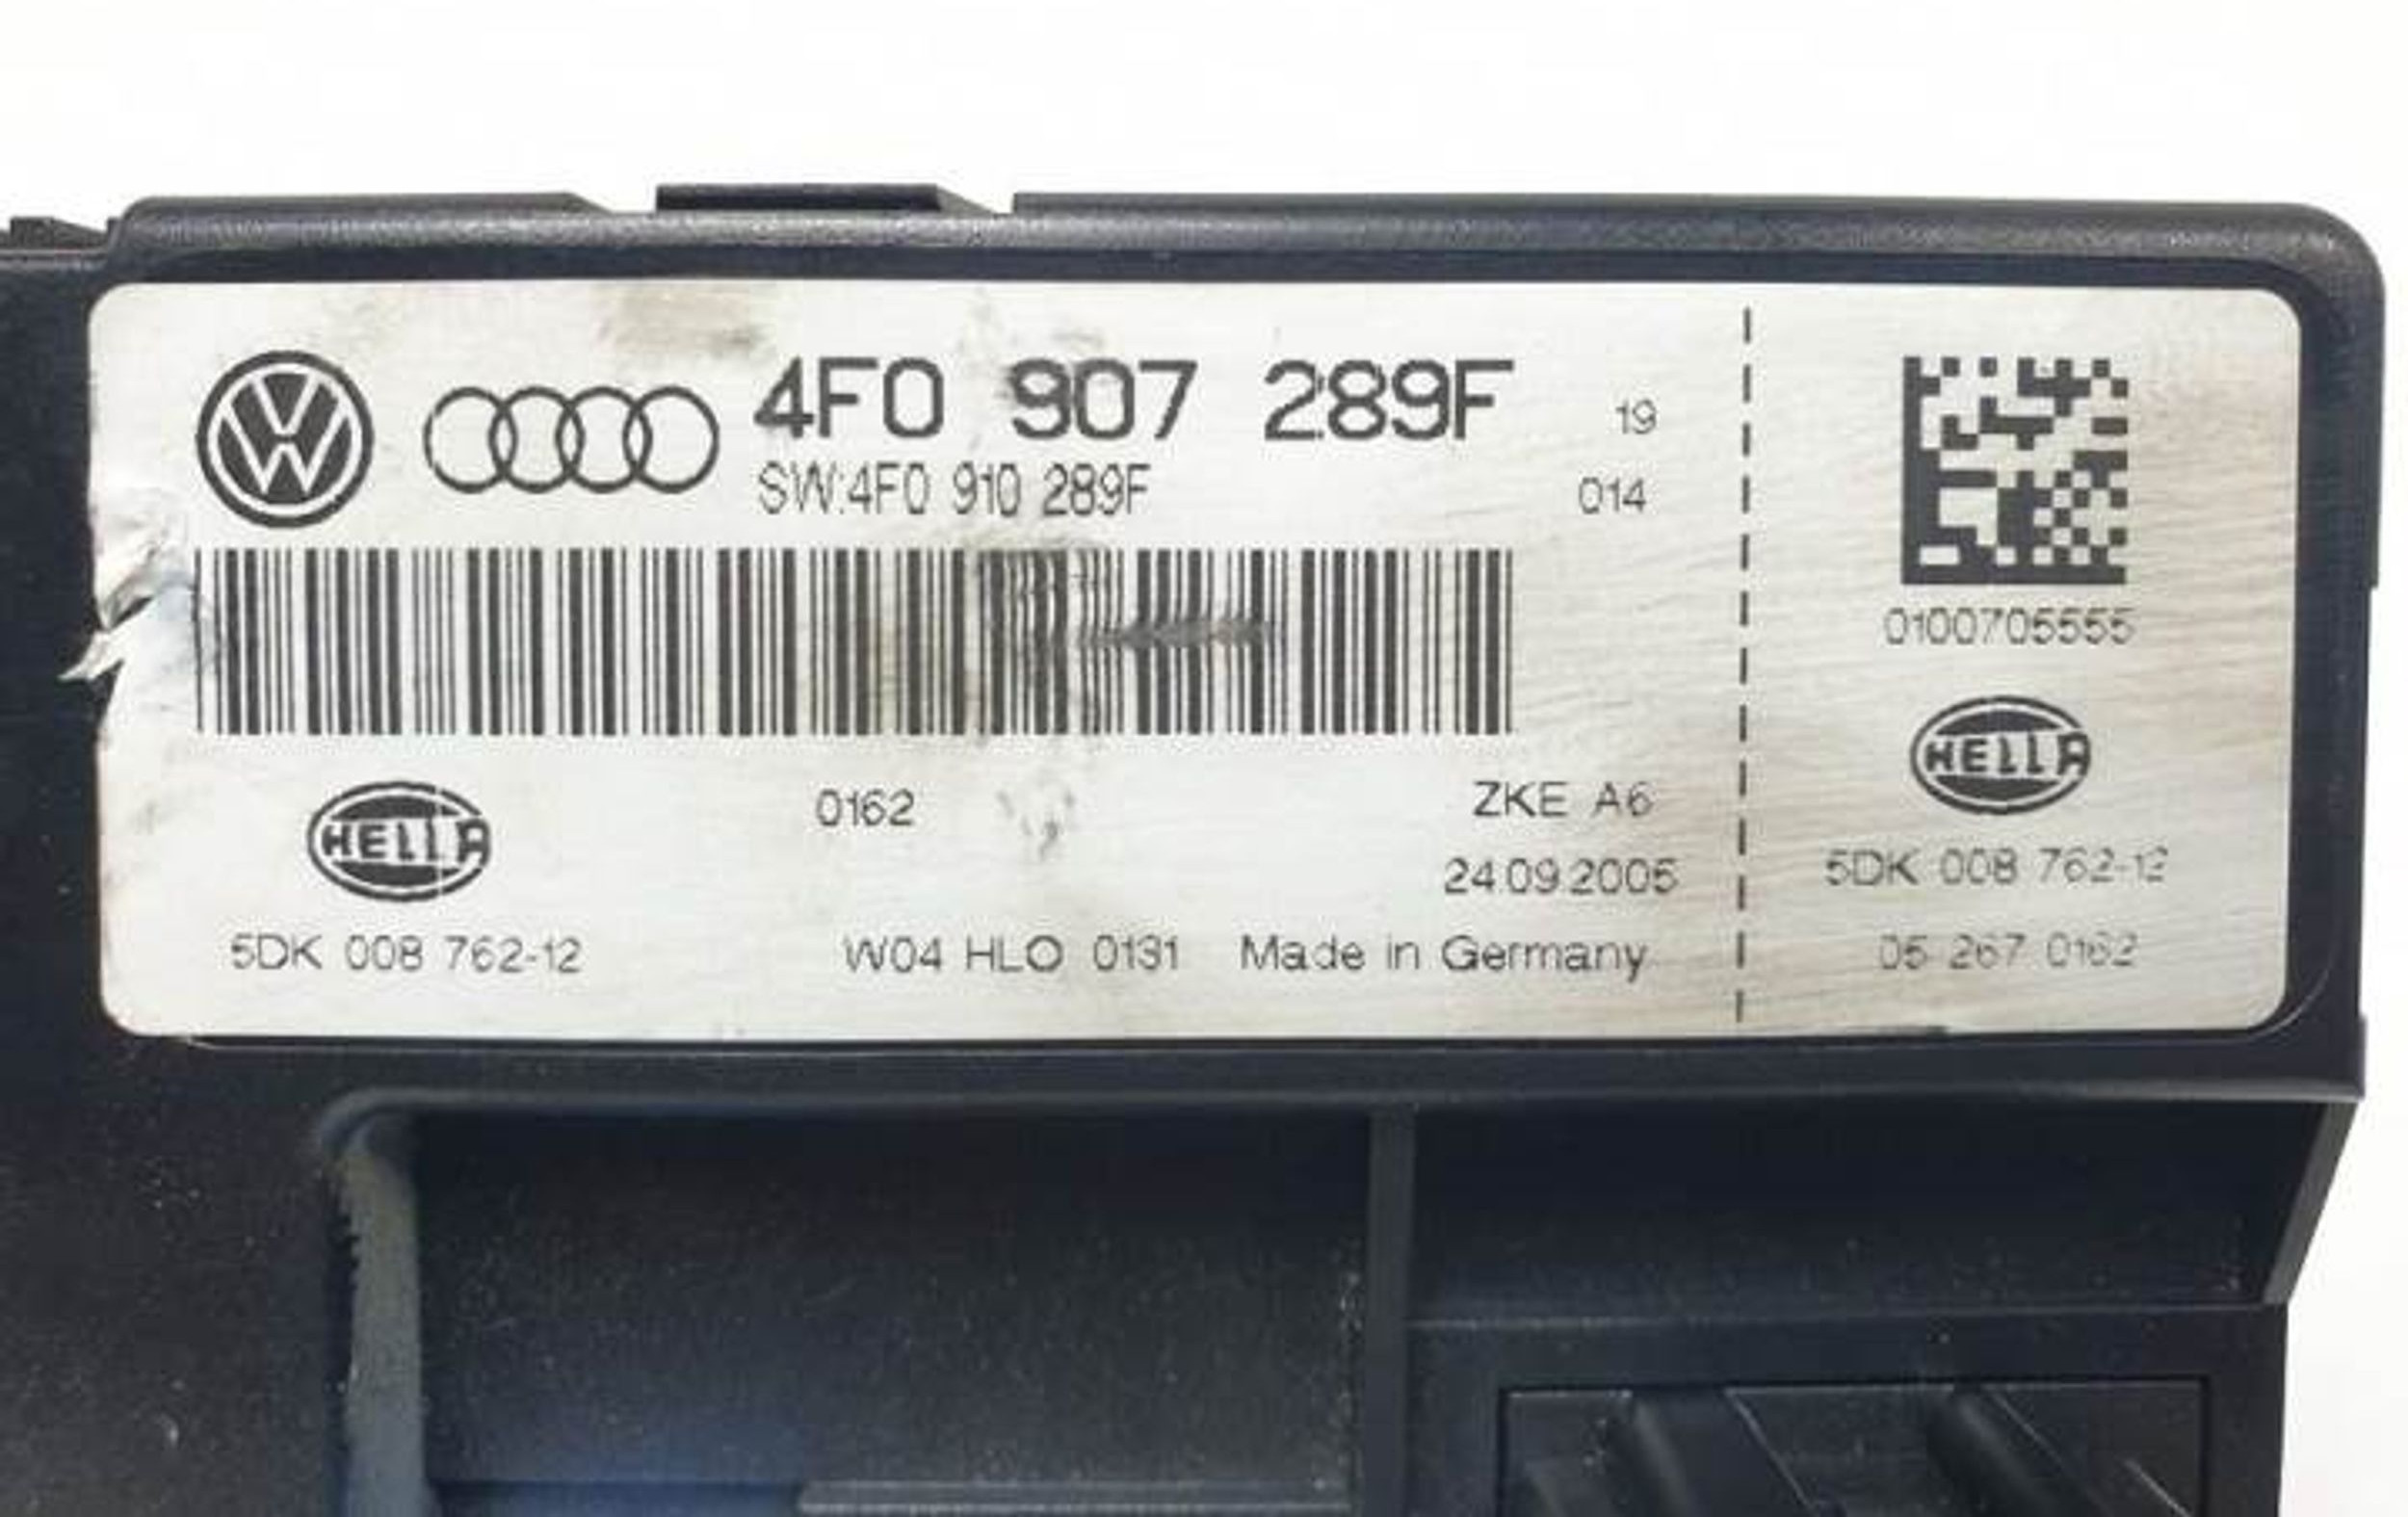 4F0 907 289F 19
SW:4F0 910 289F 014
0162
ZKE A6
HELLA
24.09.2005
5DK 008 762-12
W04 HLO 0131 Made in Germany
0100705555
HELLA
5DK 008 762-12
05 267 0162